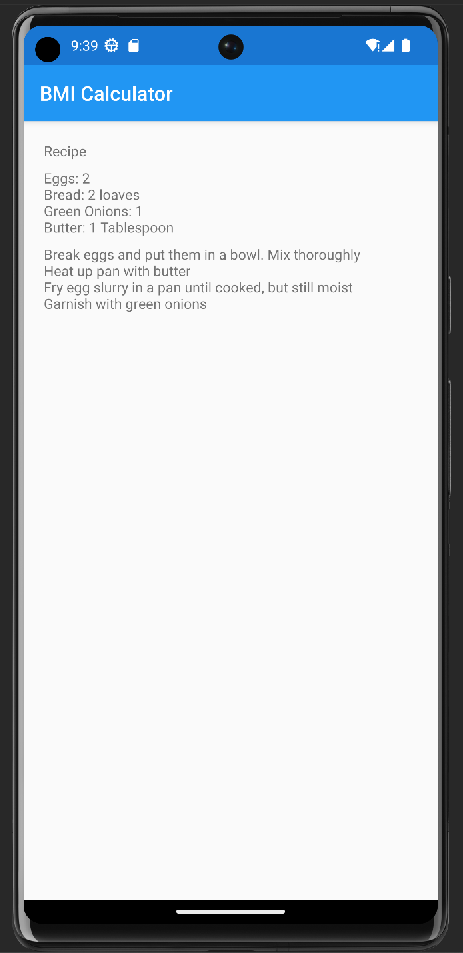 9:39
BMI Calculator
Recipe
Eggs: 2
Bread: 2 loaves
Green Onions: 1
Butter: 1 Tablespoon
Break eggs and put them in a bowl. Mix thoroughly
Heat up pan with butter
Fry egg slurry in a pan until cooked, but still moist
Garnish with green onions